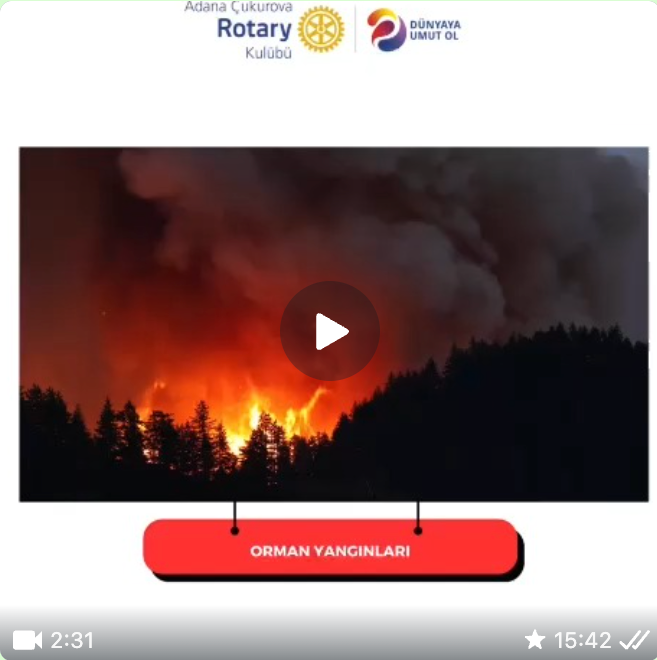 Adana Çukurova
Rotary
Kulübü
DÜNYAYA
UMUT OL
ORMAN YANGINLARI
2:31
15:42